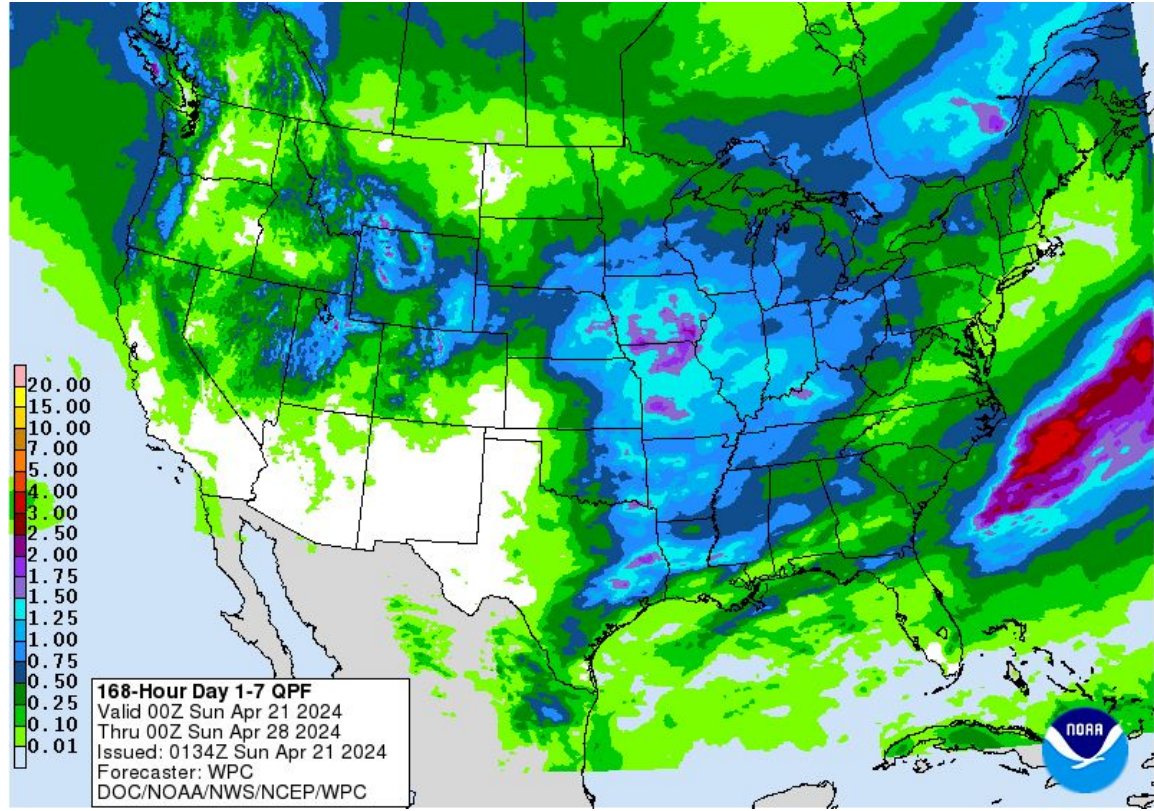 20.00
15.00
10.00
7.00
5.00
4.00
3.00
2.50
2.00
1.75
1.50
1.25
1.00
0.75
0.50
0.25
0.10
0.01
168-Hour Day 1-7 QPF
Valid 00Z Sun Apr 21 2024
Thru 00Z Sun Apr 28 2024
Issued: 0134Z Sun Apr 21 2024
Forecaster: WPC
DOC/NOAA/NWS/NCEP/WPC
NOAA